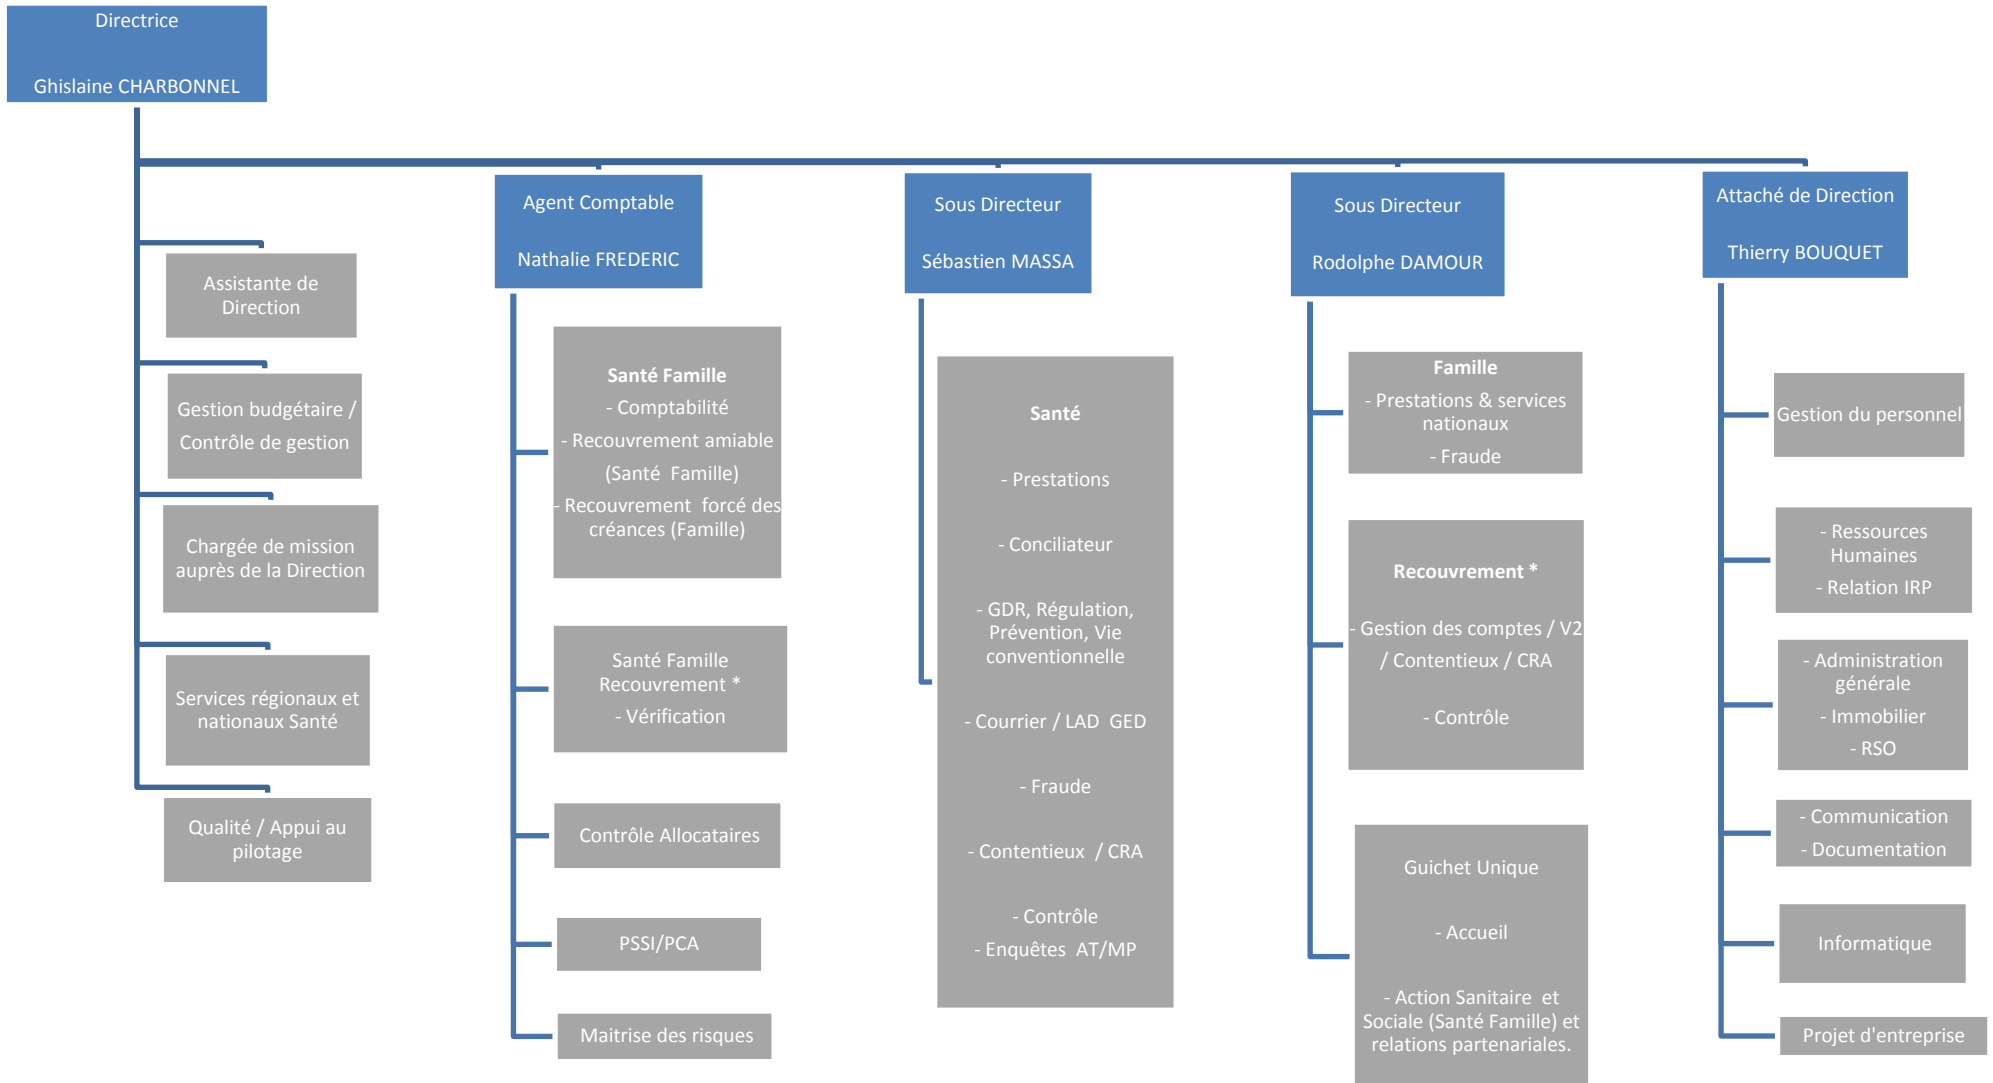 Directrice
Ghislaine CHARBONNEL
Assistante de
Direction
Gestion budgétaire /
Contrôle de gestion
Chargée de mission
auprès de la Direction
Services régionaux et
nationaux Santé
Qualité / Appui au
pilotage
Agent Comptable
Nathalie FREDERIC
Santé Famille
- Comptabilité
- Recouvrement amiable
(Santé Famille)
- Recouvrement forcé des
créances (Famille)
Santé Famille
Recouvrement *
- Vérification
Contrôle Allocataires
PSSI/PCA
Maitrise des risques
Sous Directeur
Sébastien MASSA
Santé
- Prestations
- Conciliateur
- GDR, Régulation,
Prévention, Vie
conventionnelle
- Courrier / LAD GED
- Fraude
- Contentieux / CRA
- Contrôle
- Enquêtes AT/MP
Sous Directeur
Rodolphe DAMOUR
Famille
- Prestations & services
nationaux
- Fraude
Recouvrement *
- Gestion des comptes / V2
/ Contentieux / CRA
- Contrôle
Guichet Unique
- Accueil
- Action Sanitaire et
Sociale (Santé Famille) et
relations partenariales.
Attaché de Direction
Thierry BOUQUET
Gestion du personnel
- Ressources
Humaines
- Relation IRP
- Administration
générale
- Immobilier
- RSO
- Communication
- Documentation
Informatique
Projet d'entreprise